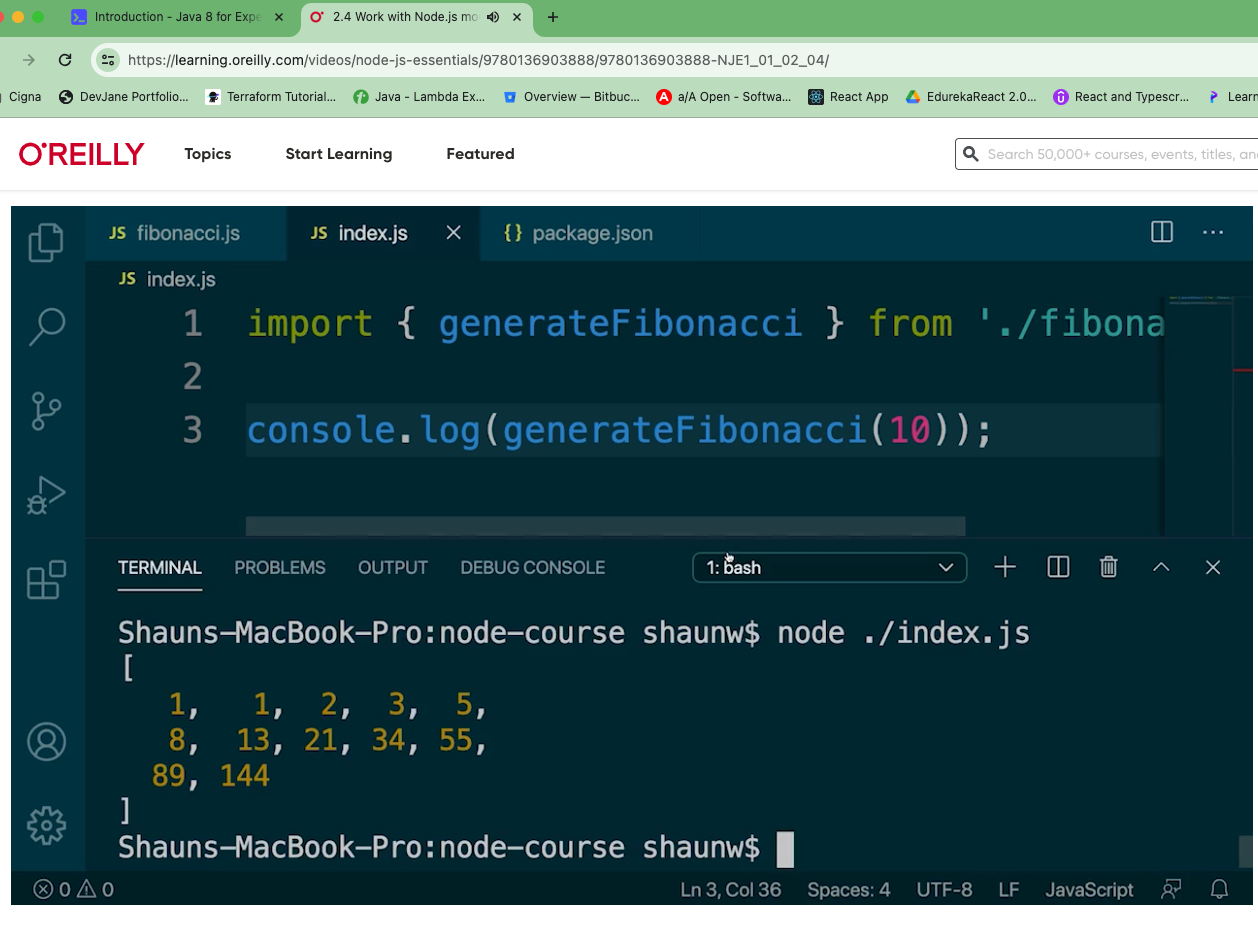 Introduction - Java 8 for Expe
2.4 Work with Node.js mo
https://learning.oreilly.com/videos/node-js-essentials/9780136903888/9780136903888-NJE1_01_02_04/
Cigna DevJane Portfolio... Terraform Tutorial... Java - Lambda Ex... Overview — Bitbuc... a/A Open - Softwa... React App EdurekaReact 2.0... React and Typescr... Learn
O'REILLY Topics Start Learning Featured Search 50,000+ courses, events, titles, and
JS fibonacci.js JS index.js {} package.json
JS index.js
1 import { generateFibonacci } from './fibona
2
3 console.log(generateFibonacci(10));
TERMINAL PROBLEMS OUTPUT DEBUG CONSOLE 1: bash
Shauns-MacBook-Pro:node-course shaunw$ node ./index.js
[
1, 1, 2, 3, 5,
8, 13, 21, 34, 55,
89, 144
]
Shauns-MacBook-Pro:node-course shaunw$
0 0 Ln 3, Col 36 Spaces: 4 UTF-8 LF JavaScript